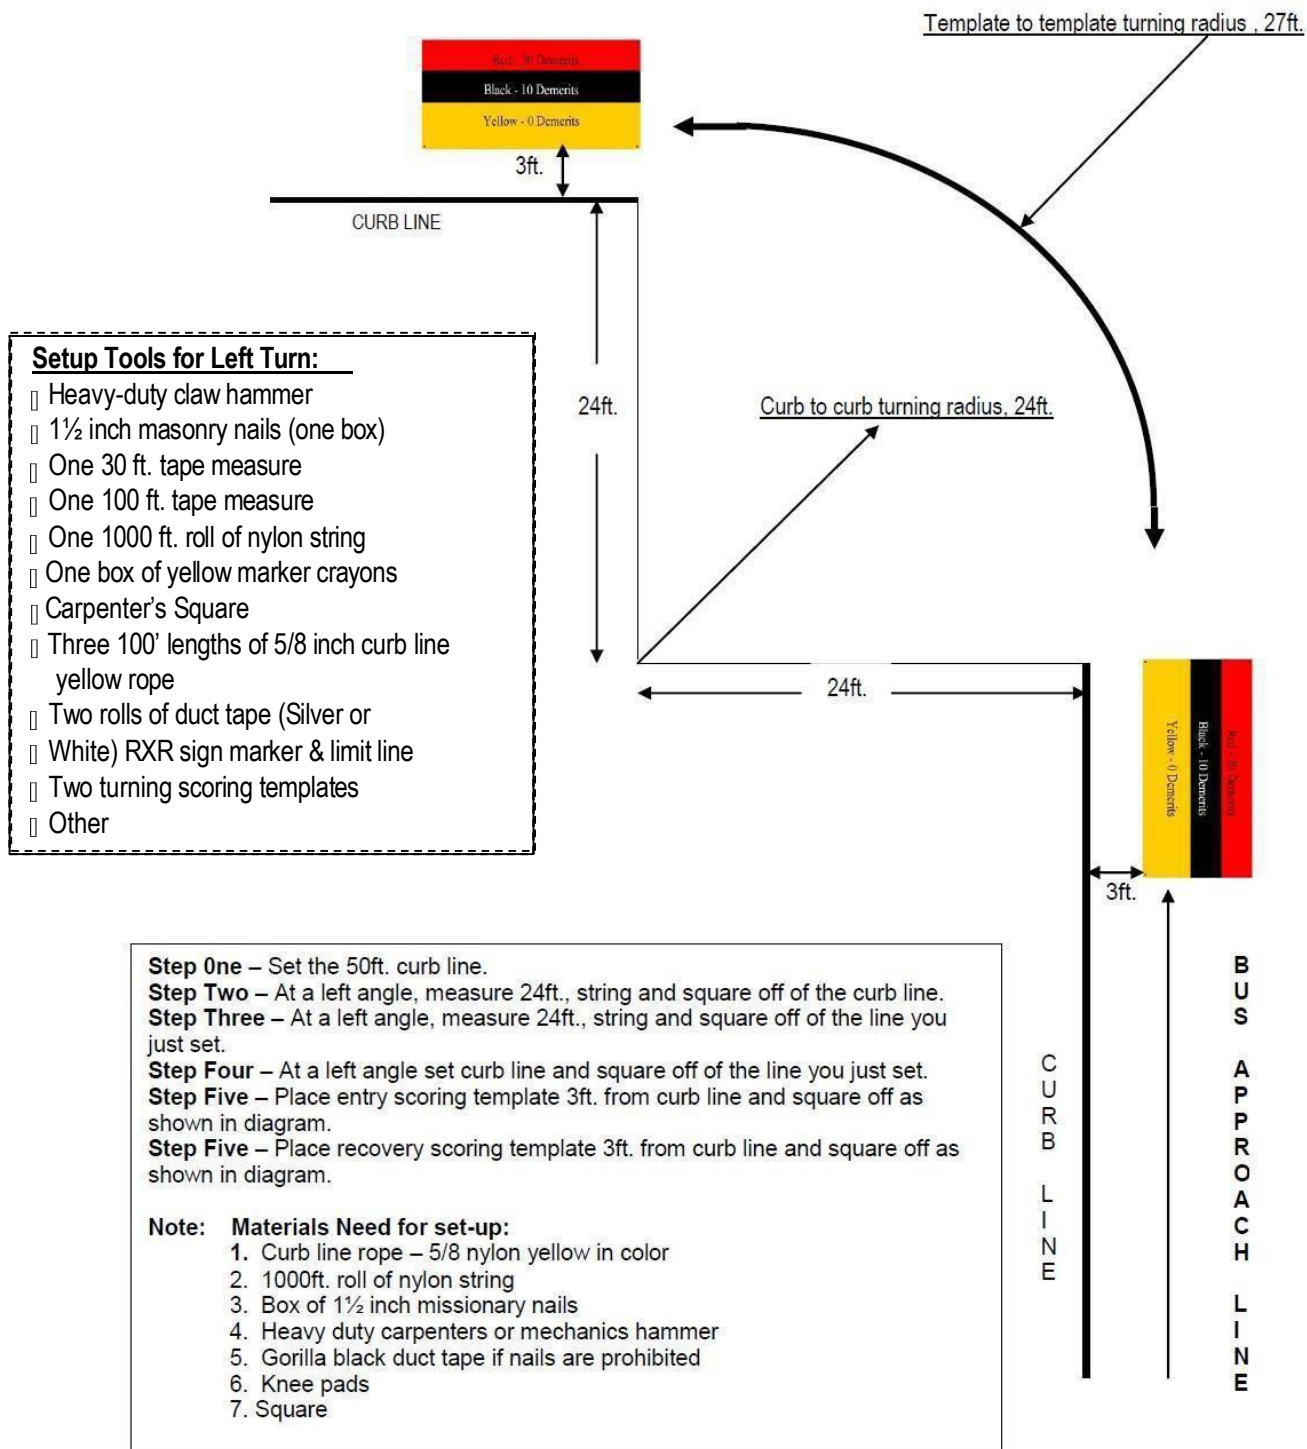 Template to template turning radius , 27ft.
Red - 20 Demerits
Black - 10 Demerits
Yellow - 0 Demerits
3ft.
CURB LINE
Setup Tools for Left Turn:
Heavy-duty claw hammer
1½ inch masonry nails (one box)
One 30 ft. tape measure
One 100 ft. tape measure
One 1000 ft. roll of nylon string
One box of yellow marker crayons
Carpenter's Square
Three 100' lengths of 5/8 inch curb line
yellow rope
Two rolls of duct tape (Silver or
White) RXR sign marker & limit line
Two turning scoring templates
Other
24ft.
Curb to curb turning radius, 24ft.
24ft.
Yellow - 0 Demerits
Black - 10 Demerits
Red - 20 Demerits
3ft.
CURB LINE
BUS APPROACH LINE
Step 0ne – Set the 50ft. curb line.
Step Two – At a left angle, measure 24ft., string and square off of the curb line.
Step Three – At a left angle, measure 24ft., string and square off of the line you
just set.
Step Four – At a left angle set curb line and square off of the line you just set.
Step Five – Place entry scoring template 3ft. from curb line and square off as
shown in diagram.
Step Five – Place recovery scoring template 3ft. from curb line and square off as
shown in diagram.
Note: Materials Need for set-up:
1. Curb line rope – 5/8 nylon yellow in color
2. 1000ft. roll of nylon string
3. Box of 1½ inch missionary nails
4. Heavy duty carpenters or mechanics hammer
5. Gorilla black duct tape if nails are prohibited
6. Knee pads
7. Square